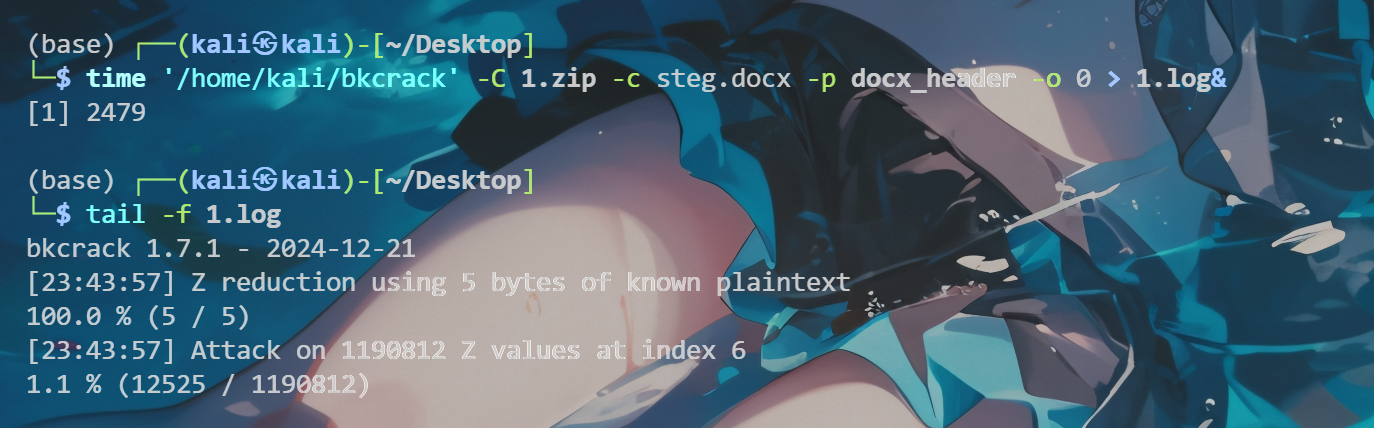 (base) ┌──(kali㉿kali)-[~/Desktop]
└─$ time '/home/kali/bkcrack' -C 1.zip -c steg.docx -p docx_header -o 0 > 1.log&
[1] 2479
(base) ┌──(kali㉿kali)-[~/Desktop]
└─$ tail -f 1.log
bkcrack 1.7.1 - 2024-12-21
[23:43:57] Z reduction using 5 bytes of known plaintext
100.0 % (5 / 5)
[23:43:57] Attack on 1190812 Z values at index 6
1.1 % (12525 / 1190812)